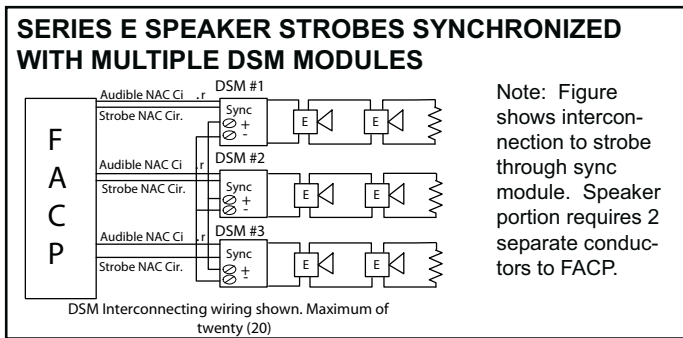 SERIES E SPEAKER STROBES SYNCHRONIZED
WITH MULTIPLE DSM MODULES
Audible NAC Ci .r
Strobe NAC Cir.
DSM #1
Sync
+
-
E
E
Audible NAC Ci .r
Strobe NAC Cir.
DSM #2
Sync
+
-
E
E
Audible NAC Ci .r
Strobe NAC Cir.
DSM #3
Sync
+
-
E
E
F
A
C
P
DSM Interconnecting wiring shown. Maximum of
twenty (20)
Note: Figure
shows intercon-
nection to strobe
through sync
module. Speaker
portion requires 2
separate conduc-
tors to FACP.